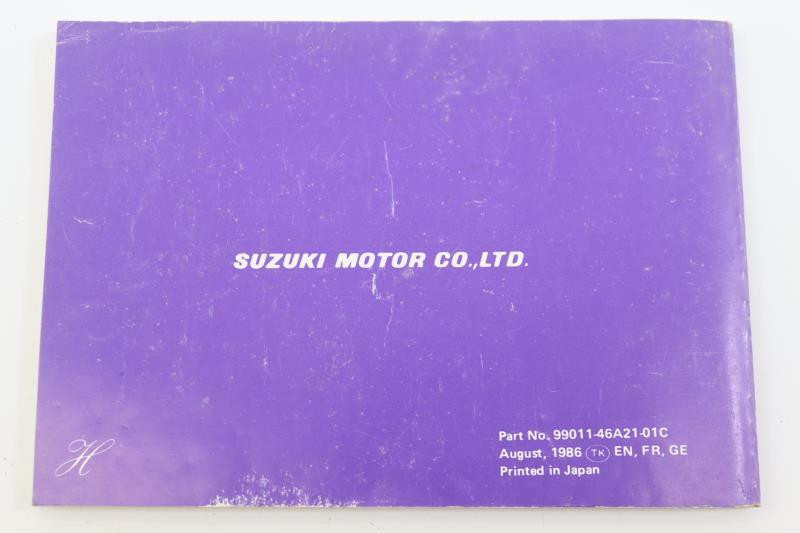 SUZUKI MOTOR CO.,LTD.
H
Part No. 99011-46A21-01C
August, 1986 TK EN, FR, GE
Printed in Japan